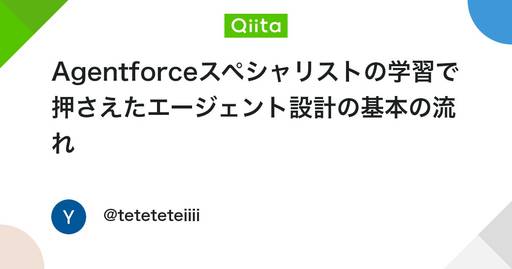 Qiita
Agentforceスペシャリストの学習で
押さえたエージェント設計の基本の流
れ
Y
@teteteteiiii